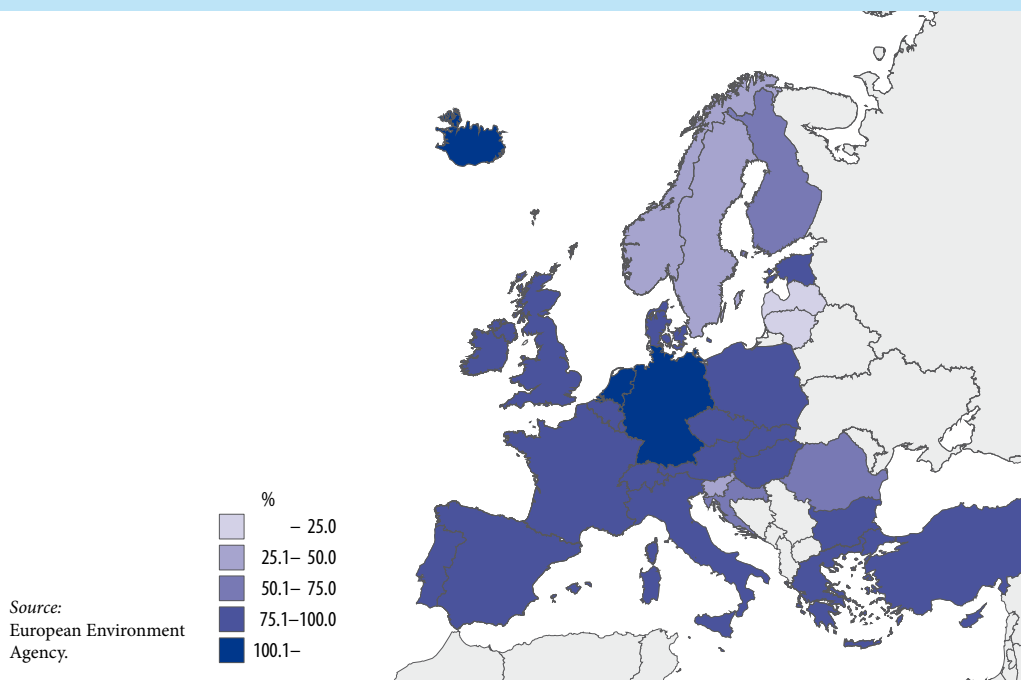 %
– 25.0
25.1– 50.0
50.1– 75.0
75.1–100.0
100.1–
Source:
European Environment
Agency.